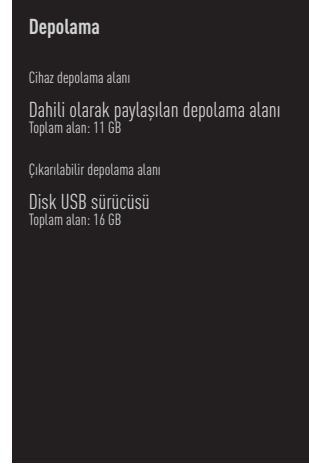 Depolama
Cihaz depolama alanı
Dahili olarak paylaşılan depolama alanı
Toplam alan: 11 GB
Çıkarılabilir depolama alanı
Disk USB sürücüsü
Toplam alan: 16 GB